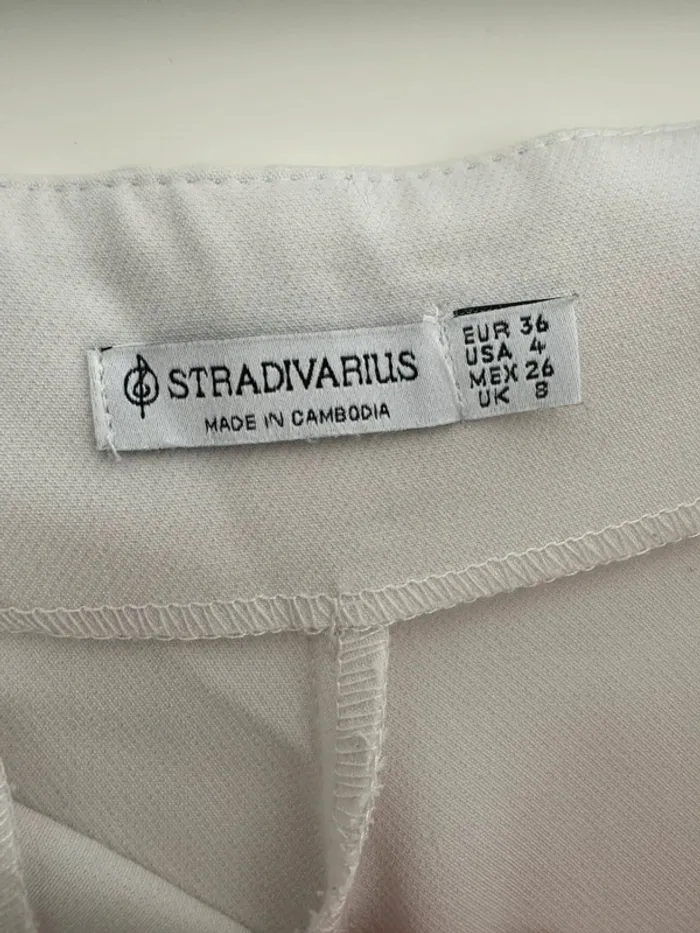 STRADIVARIUS
MADE IN CAMBODIA
EUR 36
USA 4
MEX 26
UK 8